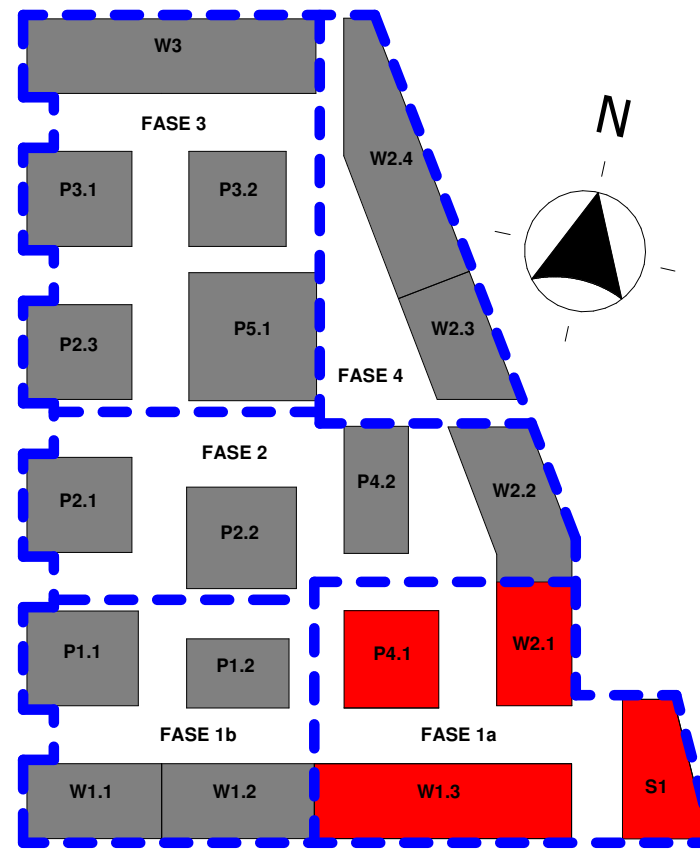 W3
N
FASE 3
W2.4
P3.1
P3.2
P5.1
W2.3
P2.3
FASE 4
FASE 2
P4.2
W2.2
P2.1
P2.2
P1.1
P1.2
P4.1
W2.1
FASE 1b
FASE 1a
W1.1
W1.2
W1.3
S1